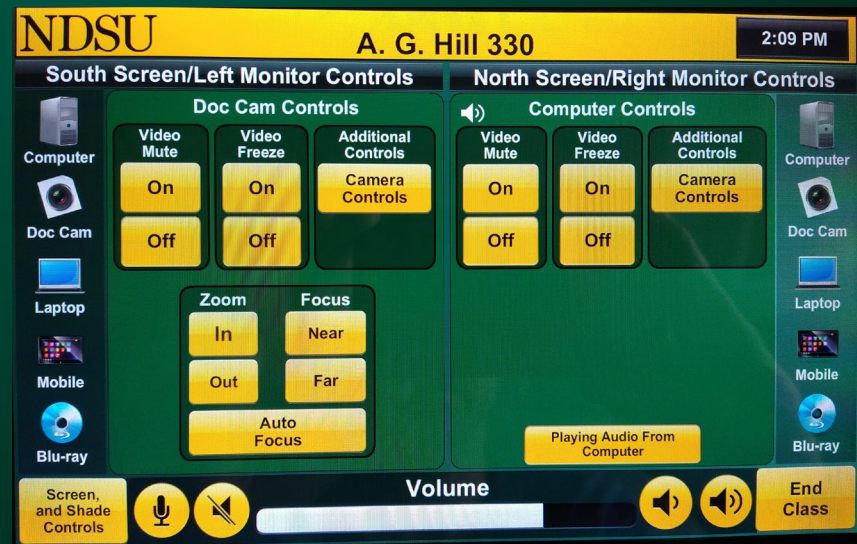 NDSU
A. G. Hill 330
2:09 PM
South Screen/Left Monitor Controls
North Screen/Right Monitor Controls
Computer
Doc Cam
Laptop
Mobile
Blu-ray
Doc Cam Controls
Video
Mute
On
Off
Video
Freeze
On
Off
Additional
Controls
Camera
Controls
Zoom
In
Out
Focus
Near
Far
Auto
Focus
Computer Controls
Video
Mute
On
Off
Video
Freeze
On
Off
Additional
Controls
Camera
Controls
Playing Audio From
Computer
Computer
Doc Cam
Laptop
Mobile
Blu-ray
Screen,
and Shade
Controls
Volume
End
Class